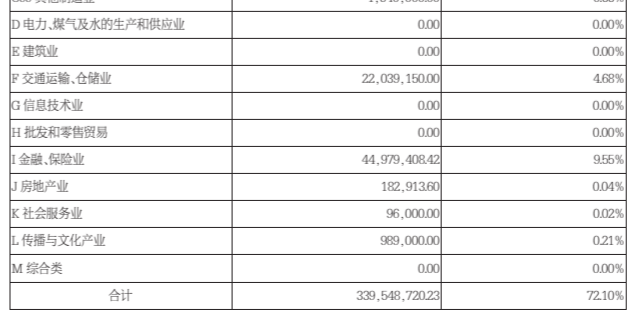 D 电力、煤气及水的生产和供应业 0.00 0.00%
E 建筑业 0.00 0.00%
F 交通运输、仓储业 22,039,150.00 4.68%
G 信息技术业 0.00 0.00%
H 批发和零售贸易 0.00 0.00%
I 金融、保险业 44,979,408.42 9.55%
J 房地产业 182,913.60 0.04%
K 社会服务业 96,000.00 0.02%
L 传播与文化产业 989,000.00 0.21%
M 综合类 0.00 0.00%
合计 339,548,720.23 72.10%